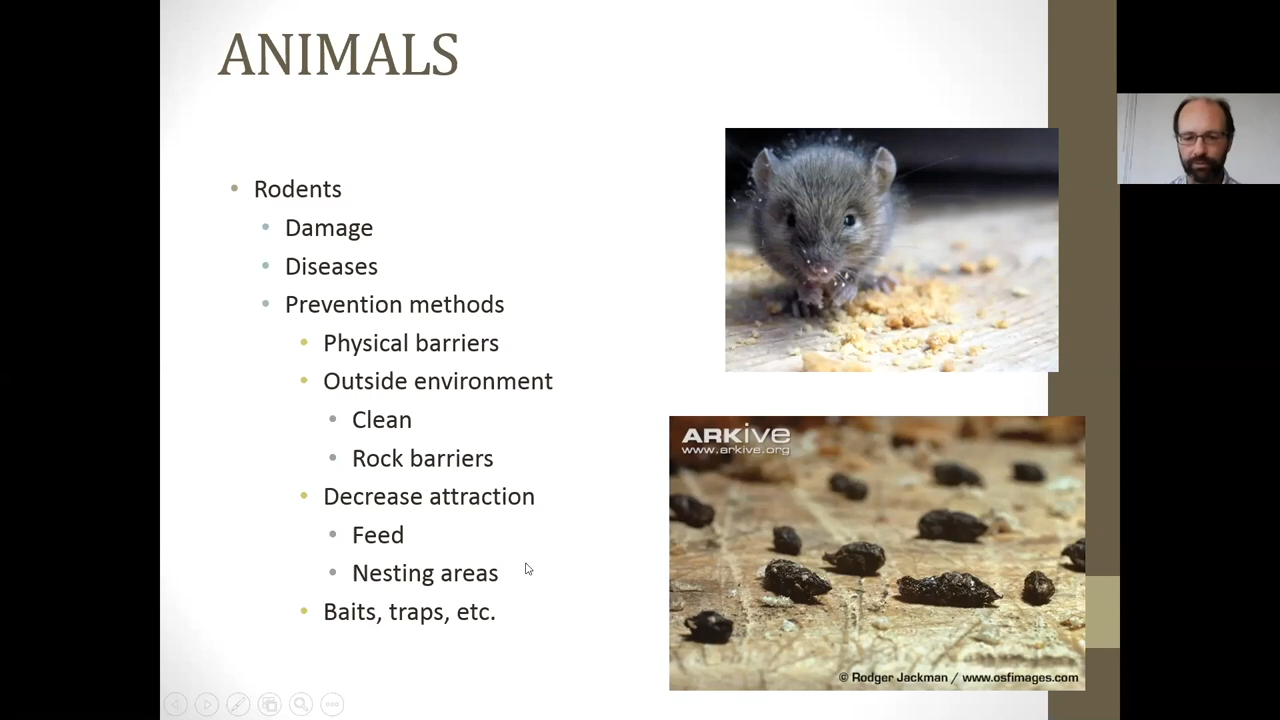 ANIMALS
Rodents
Damage
Diseases
Prevention methods
Physical barriers
Outside environment
Clean
Rock barriers
Decrease attraction
Feed
Nesting areas
Baits, traps, etc.
ARKive
www.arkive.org
© Rodger Jackman / www.osfimages.com